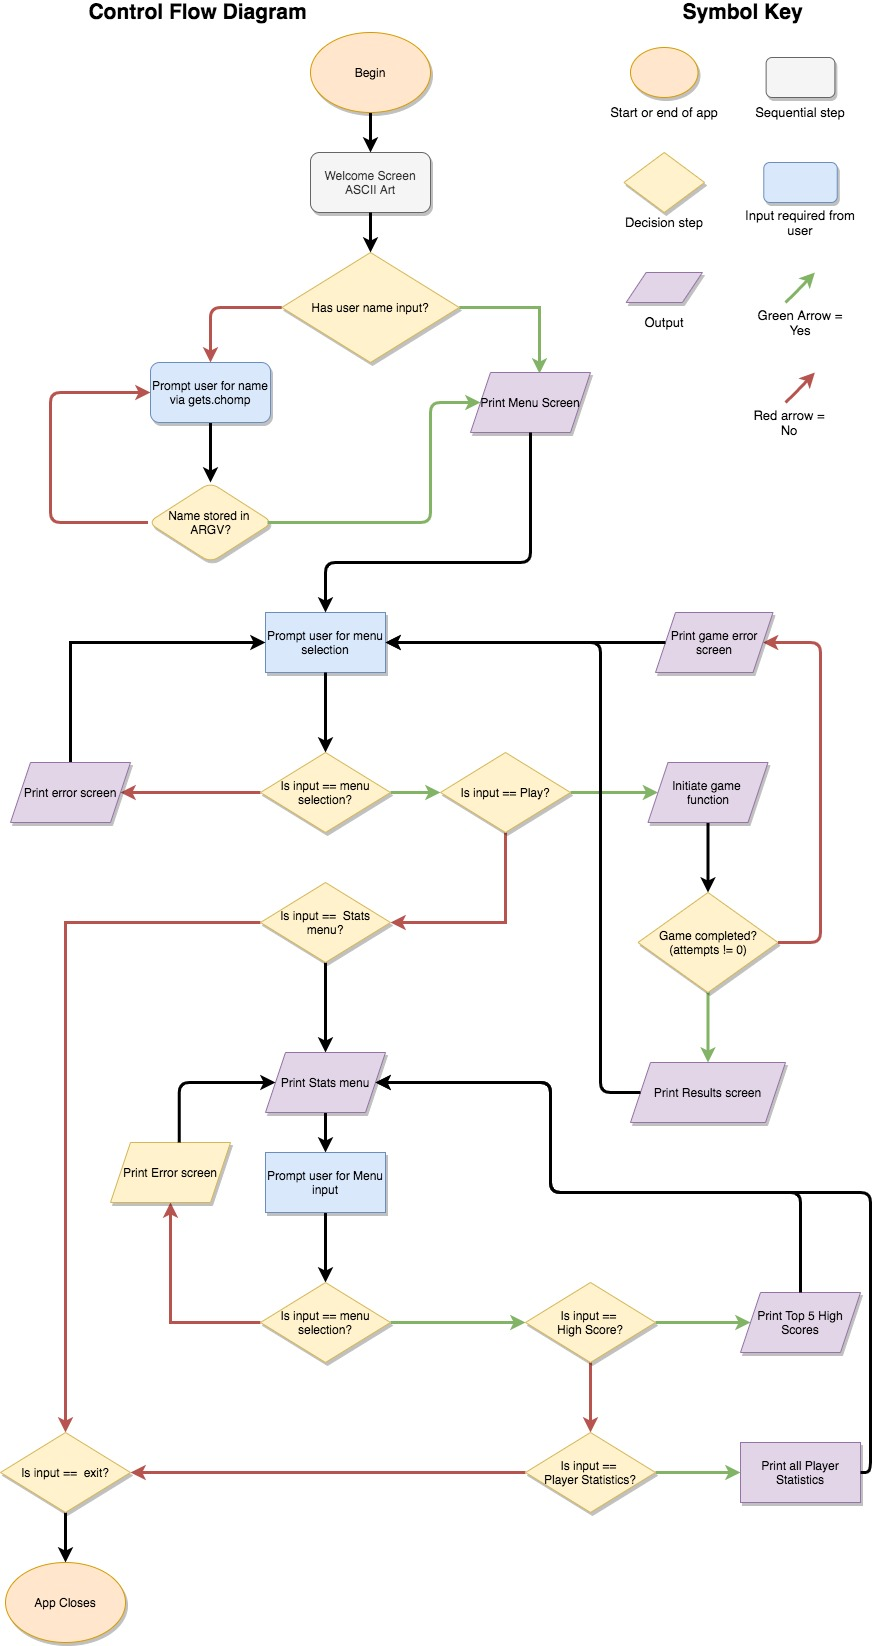 Control Flow Diagram
Symbol Key
Begin
Start or end of app
Sequential step
Welcome Screen
ASCII Art
Decision step
Input required from
user
Has user name input?
Output
Green Arrow =
Yes
Prompt user for name
via gets.chomp
Print Menu Screen
Red arrow =
No
Name stored in
ARGV?
Prompt user for menu
selection
Print game error
screen
Print error screen
Is input == menu
selection?
Is input == Play?
Initiate game
function
Is input == Stats
menu?
Game completed?
(attempts != 0)
Print Stats menu
Print Results screen
Print Error screen
Prompt user for Menu
input
Is input == menu
selection?
Is input ==
High Score?
Print Top 5 High
Scores
Is input == exit?
Is input ==
Player Statistics?
Print all Player
Statistics
App Closes